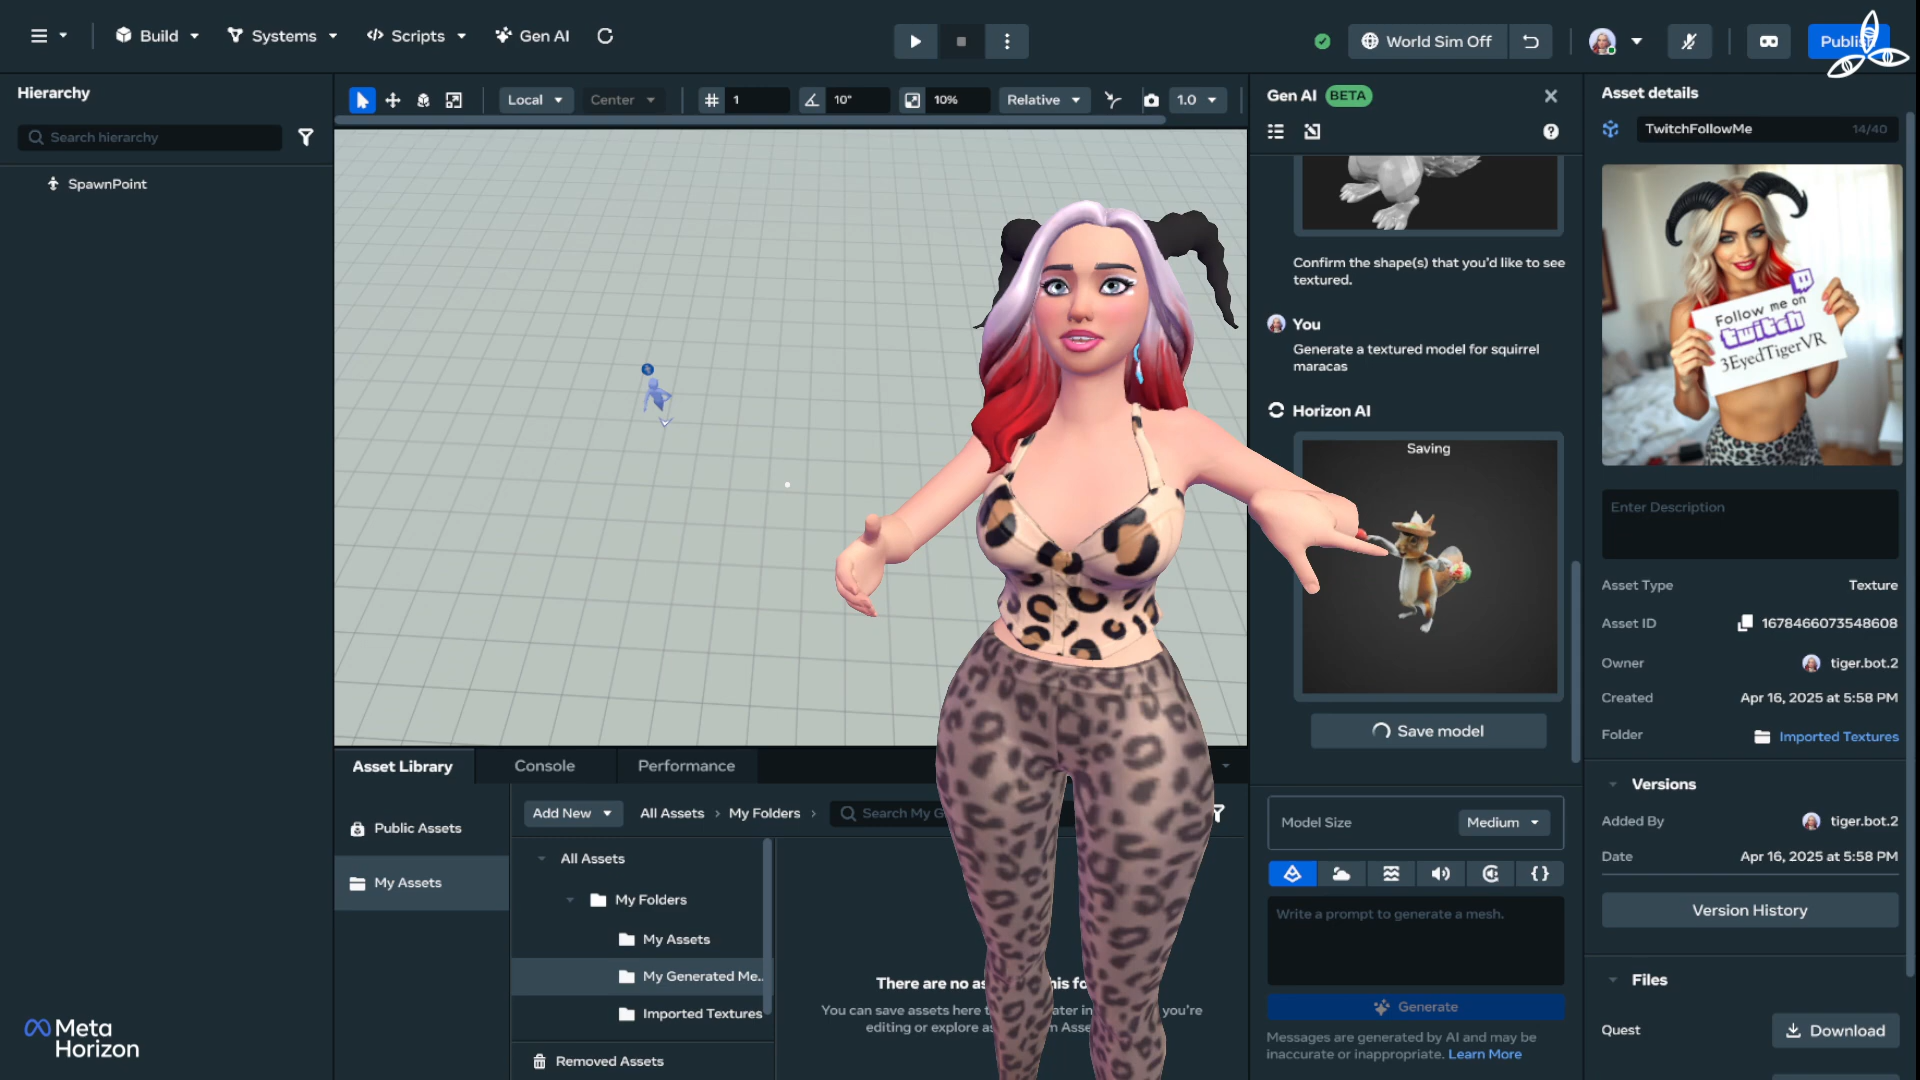 Build
Systems
Scripts
Gen AI
World Sim Off
Hierarchy
Search hierarchy
SpawnPoint
Local
Center
1
10°
10%
Relative
1.0
Gen AI
BETA
Confirm the shape(s) that you'd like to see
textured.
You
Generate a textured model for squirrel
maracas
Horizon AI
Saving
Save model
Model Size
Medium
Write a prompt to generate a mesh.
Generate
Messages are generated by AI and may be
inaccurate or inappropriate. Learn More
Asset details
TwitchFollowMe
14/40
Follow me on
twitch
3EyedTigerVR
Enter Description
Asset Type
Texture
Asset ID
1678466073548608
Owner
tiger.bot.2
Created
Apr 16, 2025 at 5:58 PM
Folder
Imported Textures
Versions
Added By
tiger.bot.2
Date
Apr 16, 2025 at 5:58 PM
Version History
Files
Quest
Download
Asset Library
Console
Performance
Public Assets
My Assets
Add New
All Assets
My Folders
Search My G
All Assets
My Folders
My Assets
My Generated Me..
Imported Textures
Removed Assets
There are no
You can save assets here
you're
editing or explore
Meta
Horizon